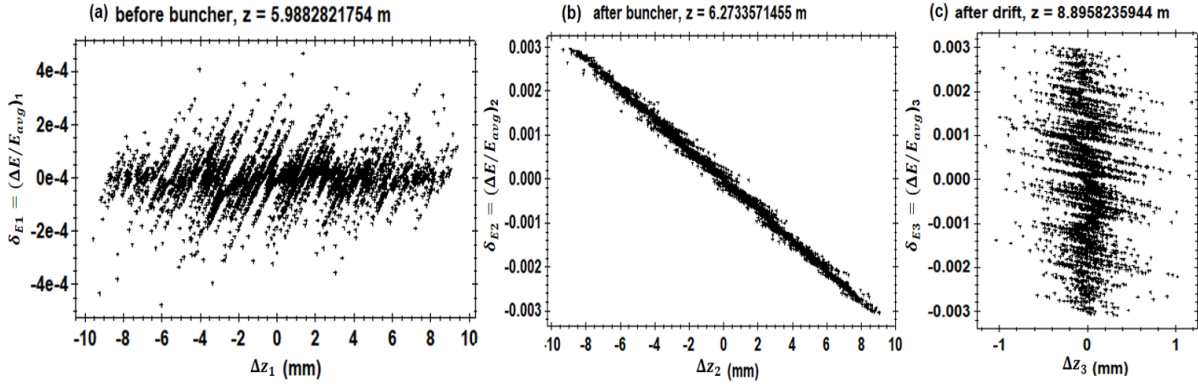 (a) before buncher, z = 5.9882821754 m
δE1 = (ΔE/Eavg)1
4e-4
2e-4
0e-4
-2e-4
-4e-4
-10 -8 -6 -4 -2 0 2 4 6 8 10
Δz1 (mm)
(b) after buncher, z = 6.2733571455 m
δE2 = (ΔE/Eavg)2
0.003
0.002
0.001
0.000
-0.001
-0.002
-0.003
-10 -8 -6 -4 -2 0 2 4 6 8 10
Δz2 (mm)
(c) after drift, z = 8.8958235944 m
δE3 = (ΔE/Eavg)3
0.003
0.002
0.001
0.000
-0.001
-0.002
-0.003
-1 0 1
Δz3 (mm)